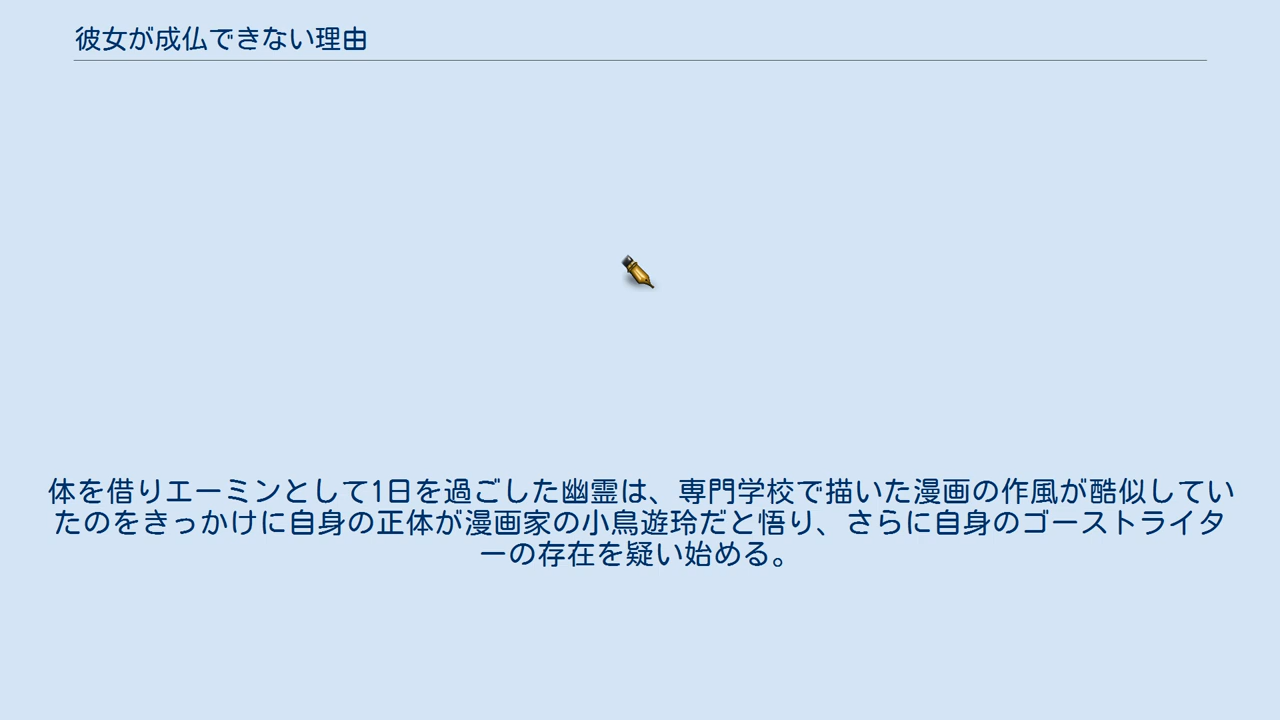 彼女が成仏できない理由
体を借りエーミンとして1日を過ごした幽霊は、専門学校で描いた漫画の作風が酷似してい
たのをきっかけに自身の正体が漫画家の小鳥遊玲だと悟り、さらに自身のゴーストライタ
ーの存在を疑い始める。